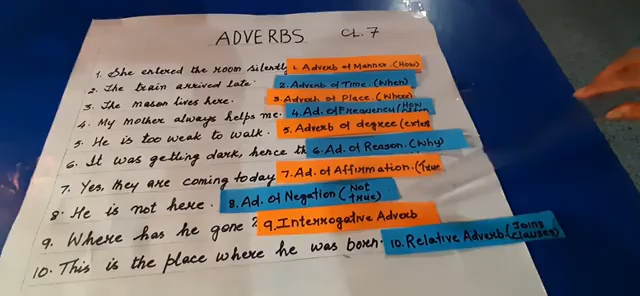 ADVERBS CL.7
1. She entered the room silently 1. Adverb of Manner. (How)
2. The train arrived late. 2. Adverb of Time. (When)
3. The mason lives here. 3. Adverb of Place. (Where)
4. My mother always helps me. 4. Ad. of Frequency (How
5. He is too weak to walk. 5. Adverb of degree (exten
6. It was getting dark, hence th 6. Ad. of Reason. (Why)
7. Yes, they are coming today 7. Ad. of Affirmation. (True
8. He is not here. 8. Ad. of Negation (Not true)
9. Where has he gone ? 9. Interrogative Adverb
10. This is the place where he was born. 10. Relative Adverb (Joins clauses)